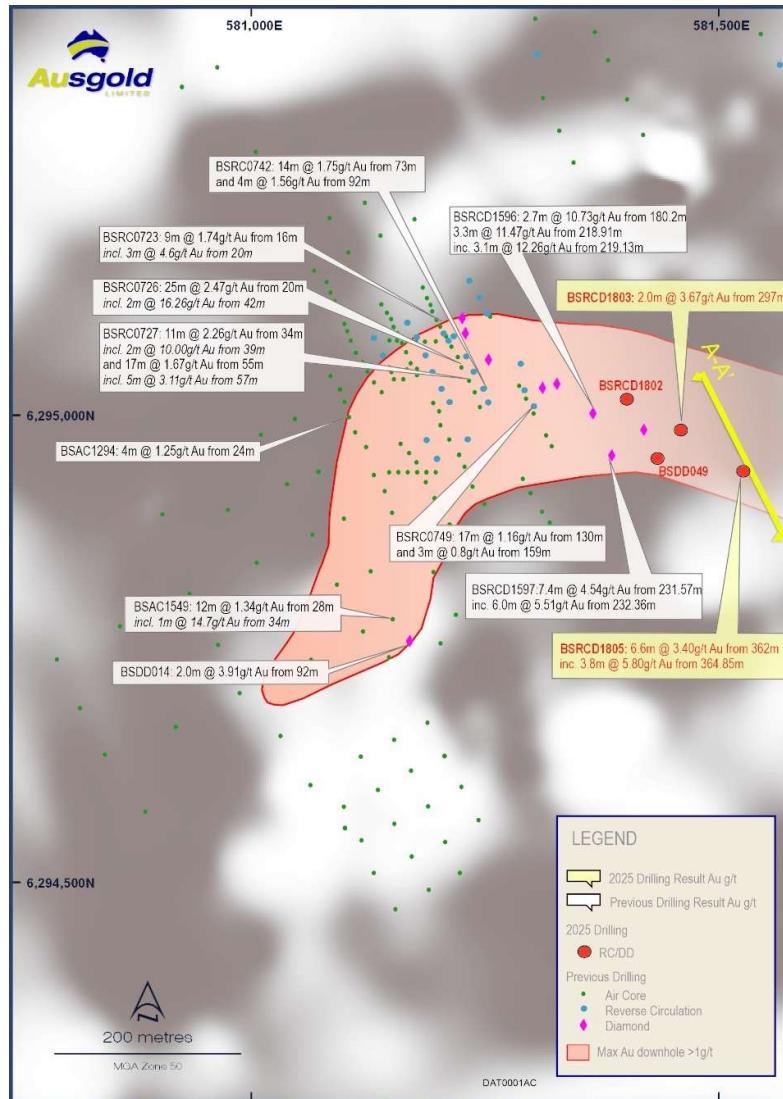 581,000E
581,500E
Ausgold
LIMITED
BSRC0742: 14m @ 1.75g/t Au from 73m
and 4m @ 1.56g/t Au from 92m
BSRC0723: 9m @ 1.74g/t Au from 16m
incl. 3m @ 4.6g/t Au from 20m
BSRCD1596: 2.7m @ 10.73g/t Au from 180.2m
3.3m @ 11.47g/t Au from 218.91m
inc. 3.1m @ 12.26g/t Au from 219.13m
BSRC0726: 25m @ 2.47g/t Au from 20m
incl. 2m @ 16.26g/t Au from 42m
BSRCD1803: 2.0m @ 3.67g/t Au from 297m
BSRC0727: 11m @ 2.26g/t Au from 34m
incl. 2m @ 10.00g/t Au from 39m
and 17m @ 1.67g/t Au from 55m
incl. 5m @ 3.11g/t Au from 57m
A-A'
BSRCD1802
6,295,000N
BSAC1294: 4m @ 1.25g/t Au from 24m
BSDD049
BSRC0749: 17m @ 1.16g/t Au from 130m
and 3m @ 0.8g/t Au from 159m
BSRCD1597:7.4m @ 4.54g/t Au from 231.57m
inc. 6.0m @ 5.51g/t Au from 232.36m
BSAC1549: 12m @ 1.34g/t Au from 28m
incl. 1m @ 14.7g/t Au from 34m
BSRCD1805: 6.6m @ 3.40g/t Au from 362m
inc. 3.8m @ 5.80g/t Au from 364.85m
BSDD014: 2.0m @ 3.91g/t Au from 92m
6,294,500N
LEGEND
2025 Drilling Result Au g/t
Previous Drilling Result Au g/t
2025 Drilling
RC/DD
Previous Drilling
Air Core
Reverse Circulation
Diamond
Max Au downhole >1g/t
N
200 metres
MGA Zone 50
DAT0001AC